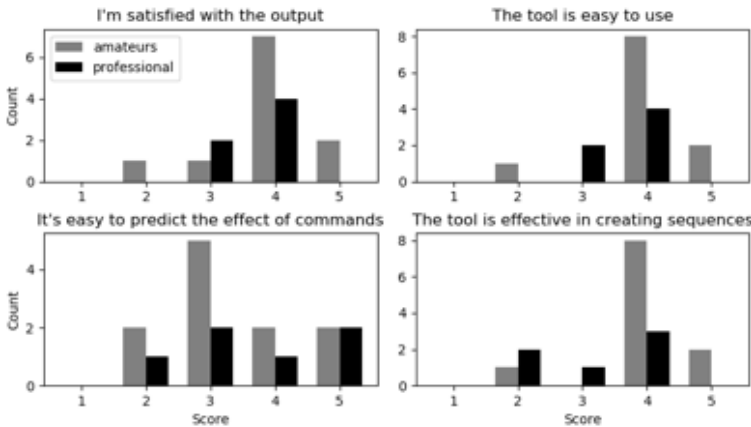 I'm satisfied with the output
The tool is easy to use
amateurs
professional
Count
6
4
2
0
1 2 3 4 5
8
6
4
2
0
1 2 3 4 5
It's easy to predict the effect of commands
The tool is effective in creating sequences
Count
4
2
0
1 2 3 4 5
Score
8
6
4
2
0
1 2 3 4 5
Score